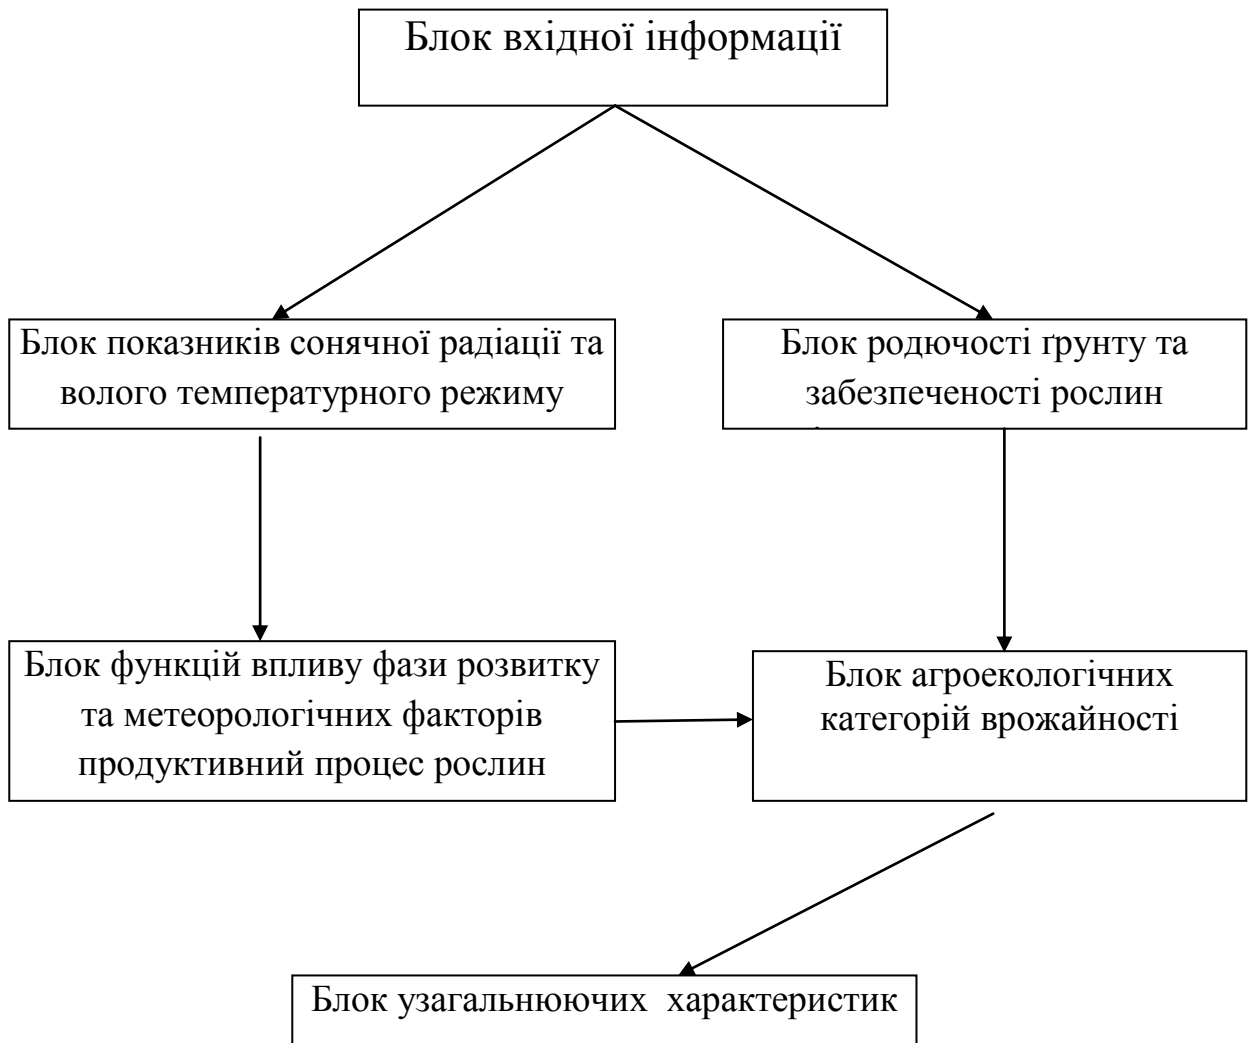 Блок вхідної інформації
Блок показників сонячної радіації та
волого температурного режиму
Блок родючості ґрунту та
забезпеченості рослин
Блок функцій впливу фази розвитку
та метеорологічних факторів
продуктивний процес рослин
Блок агроекологічних
категорій врожайності
Блок узагальнюючих характеристик